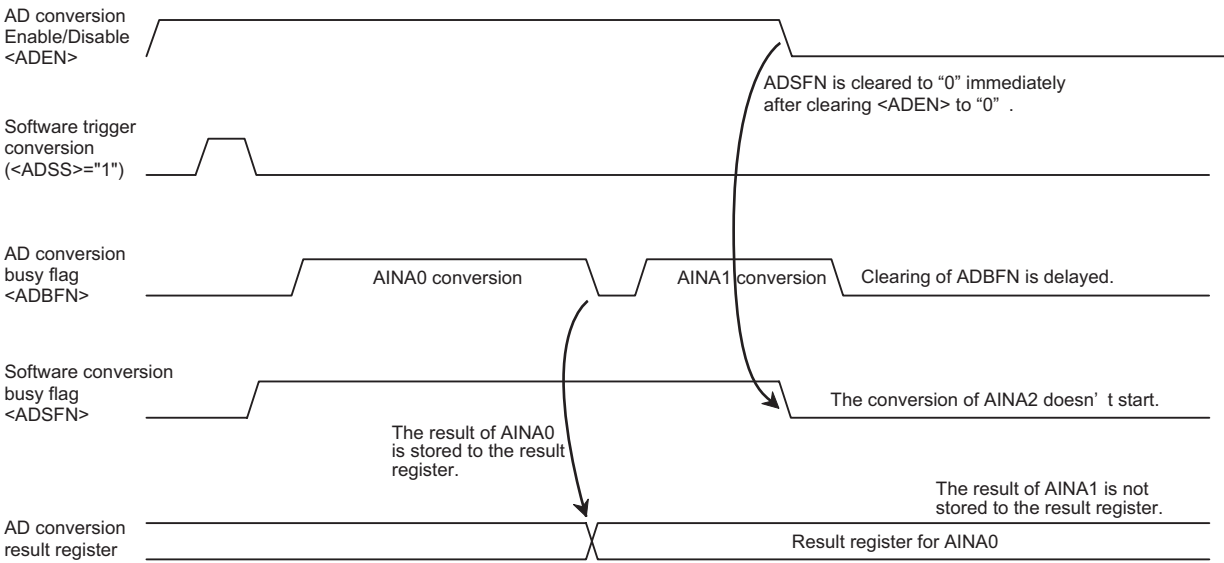 AD conversion
Enable/Disable
<ADEN>
ADSFN is cleared to “0” immediately
after clearing <ADEN> to “0” .
Software trigger
conversion
(<ADSS>="1")
AD conversion
busy flag
<ADBFN>
AINA0 conversion
AINA1 conversion
Clearing of ADBFN is delayed.
Software conversion
busy flag
<ADSFN>
The conversion of AINA2 doesn’ t start.
The result of AINA0
is stored to the result
register.
The result of AINA1 is not
stored to the result register.
AD conversion
result register
Result register for AINA0